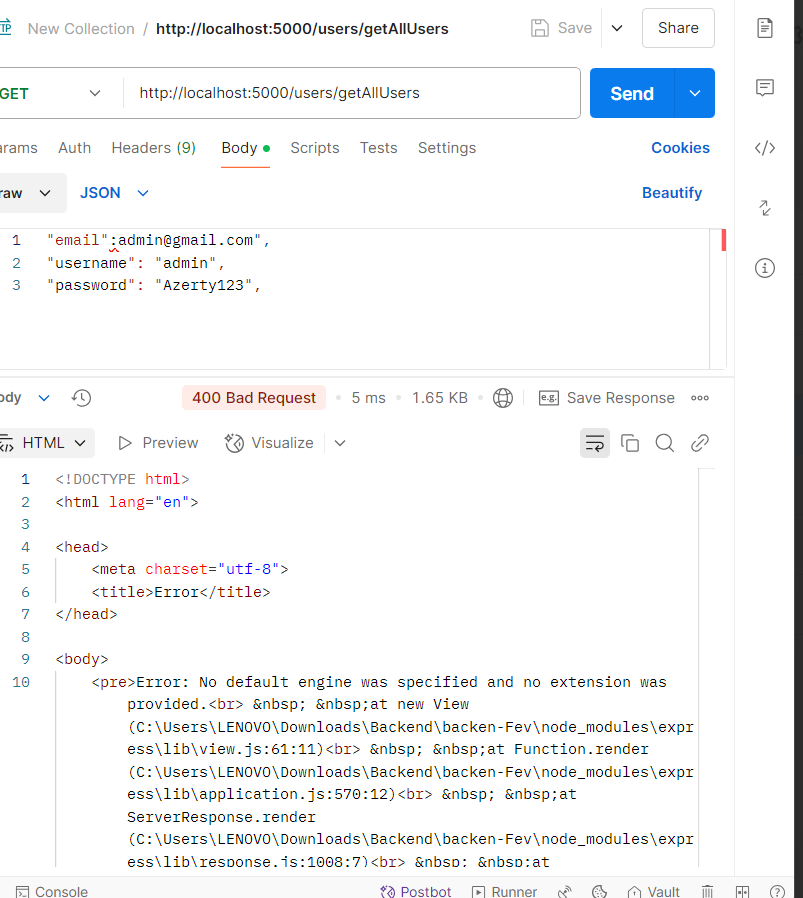 TP New Collection / http://localhost:5000/users/getAllUsers Save Share
GET http://localhost:5000/users/getAllUsers Send
arams Auth Headers (9) Body Scripts Tests Settings Cookies
raw JSON Beautify
1 "email":admin@gmail.com",
2 "username": "admin",
3 "password": "Azerty123",
ody 400 Bad Request 5 ms 1.65 KB e.g. Save Response
HTML Preview Visualize
1 <!DOCTYPE html>
2 <html lang="en">
3
4 <head>
5 <meta charset="utf-8">
6 <title>Error</title>
7 </head>
8
9 <body>
10 <pre>Error: No default engine was specified and no extension was
provided.<br> &nbsp; &nbsp;at new View
(C:\Users\LENOVO\Downloads\Backend\backen-Fev\node_modules\expr
ess\lib\view.js:61:11)<br> &nbsp; &nbsp;at Function.render
(C:\Users\LENOVO\Downloads\Backend\backen-Fev\node_modules\expr
ess\lib\application.js:570:12)<br> &nbsp; &nbsp;at
ServerResponse.render
(C:\Users\LENOVO\Downloads\Backend\backen-Fev\node_modules\expr
ess\lib\response.js:1008:7)<br> &nbsp; &nbsp;at
Console Postbot Runner Vault